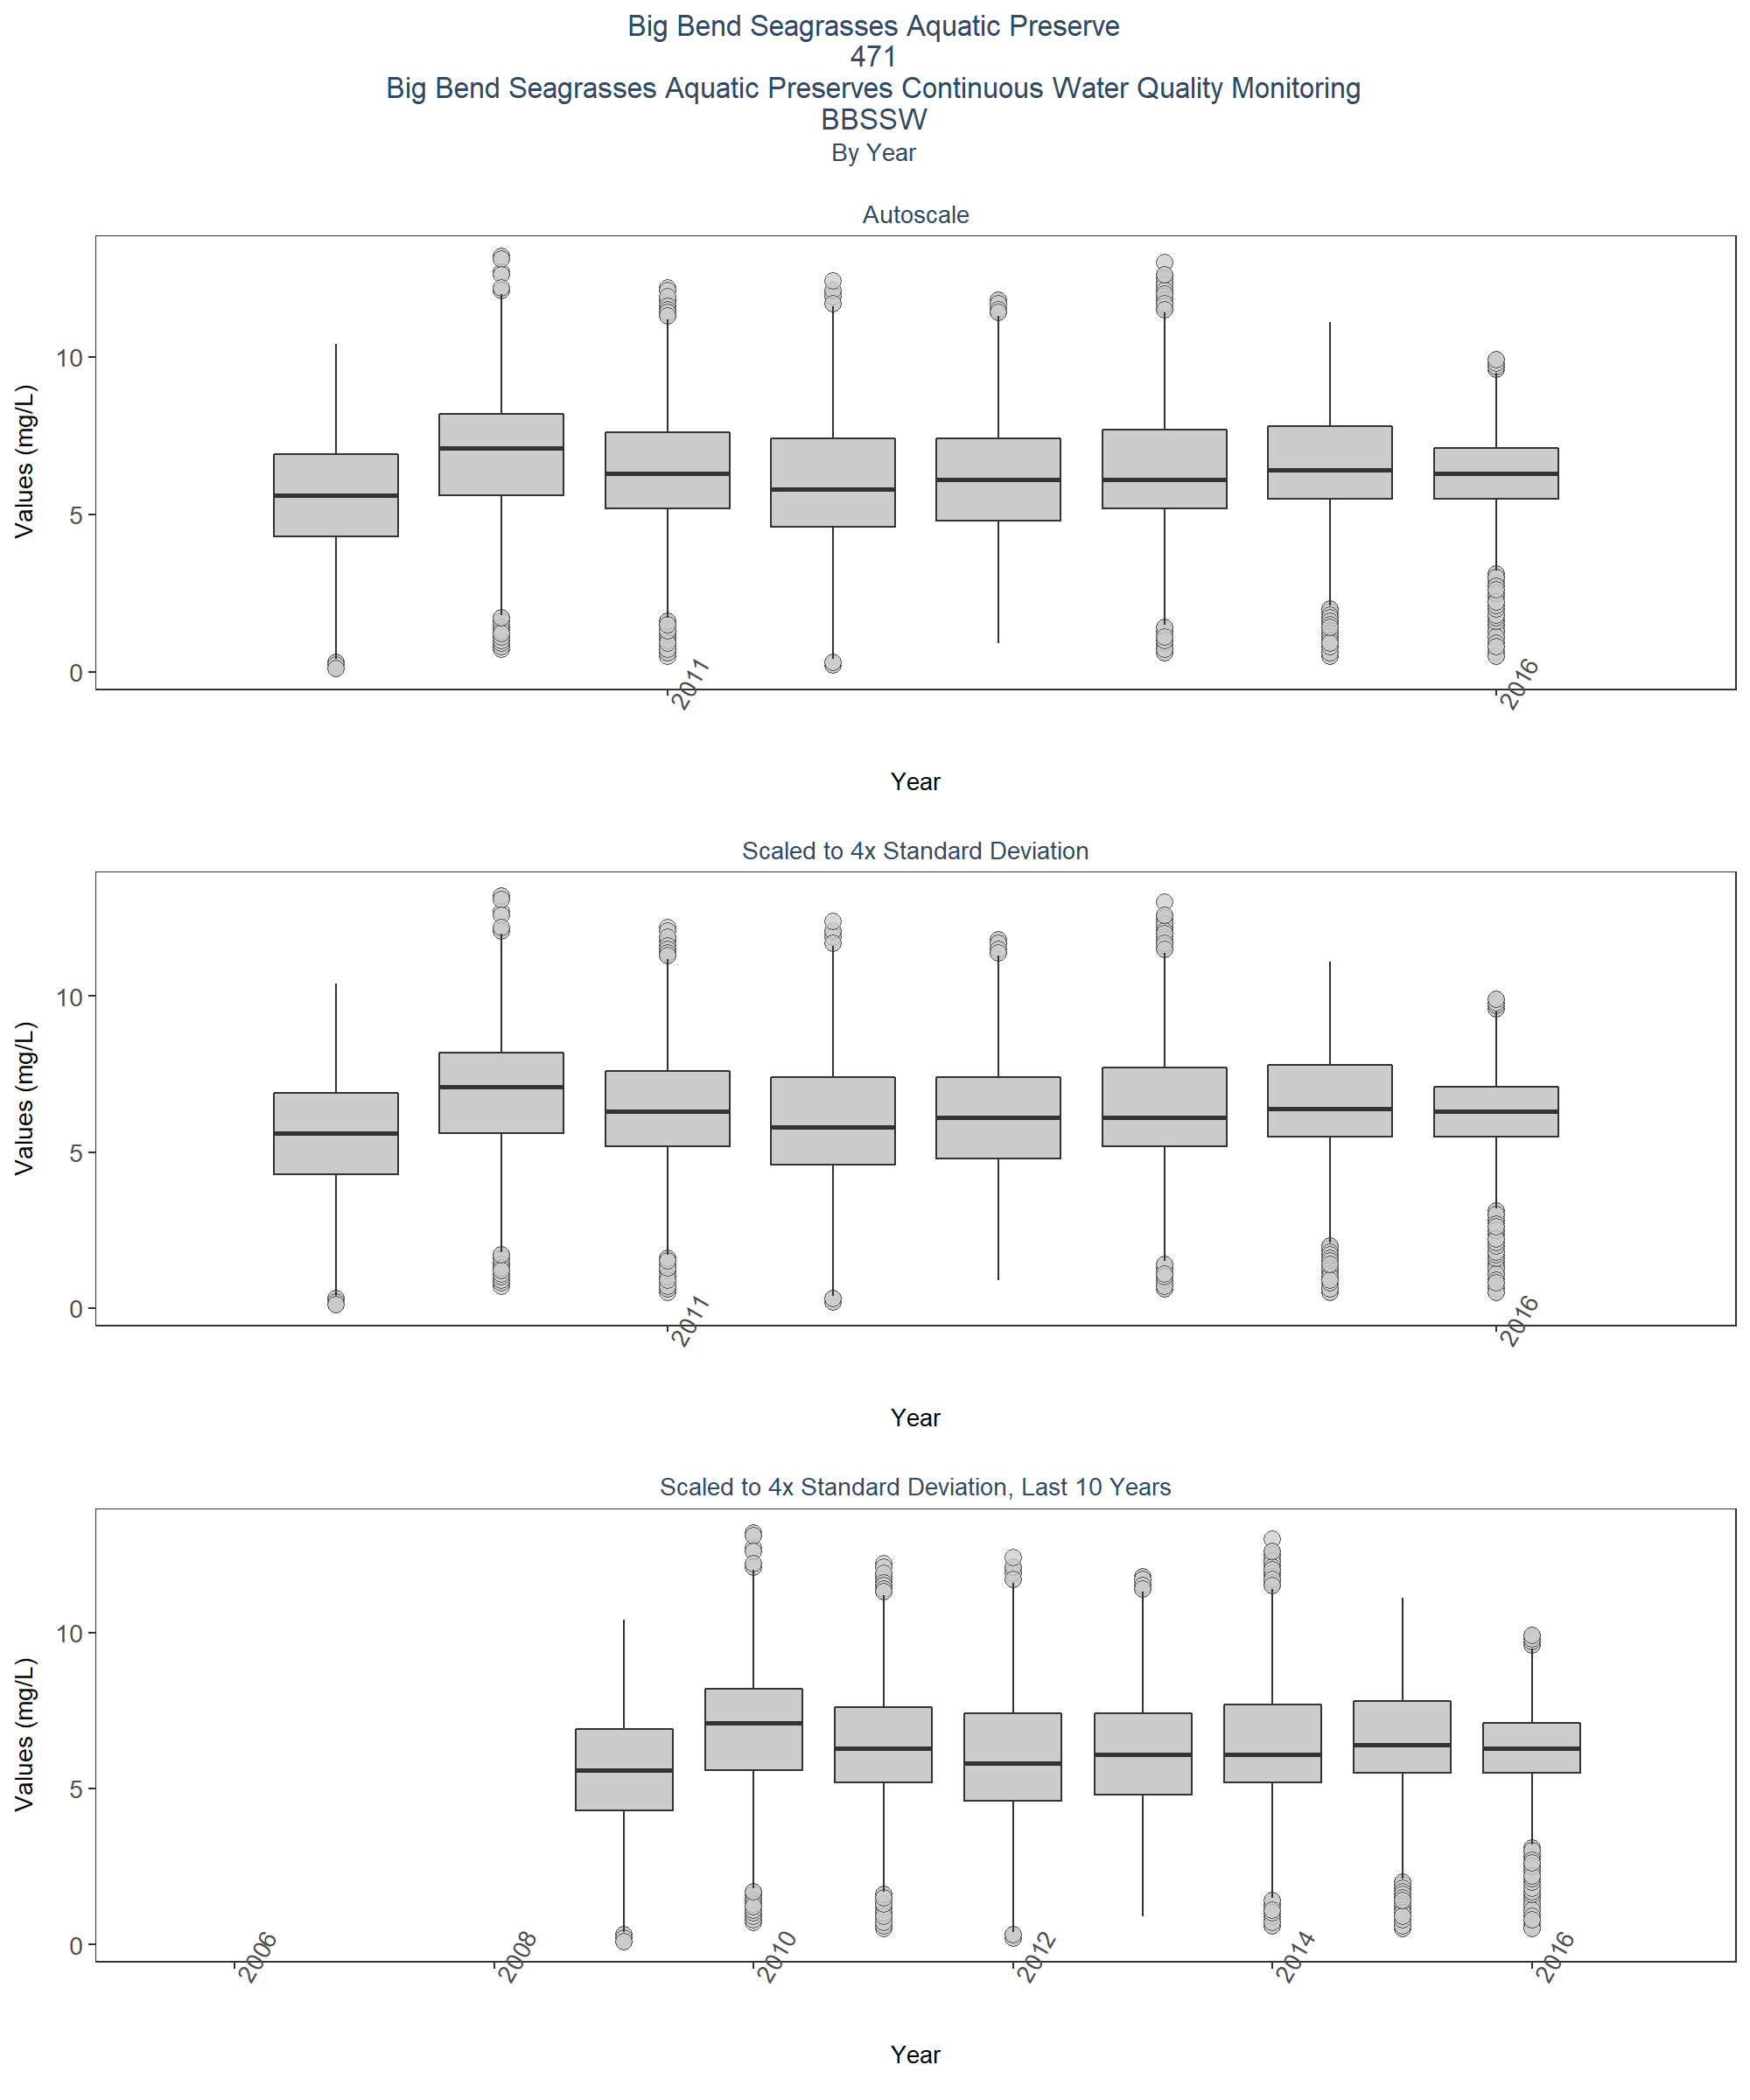 Big Bend Seagrasses Aquatic Preserve
471
Big Bend Seagrasses Aquatic Preserves Continuous Water Quality Monitoring
BBSSW
By Year
Autoscale
Values (mg/L)
10
5
0
2011
2016
Year
Scaled to 4x Standard Deviation
Values (mg/L)
10
5
0
2011
2016
Year
Scaled to 4x Standard Deviation, Last 10 Years
Values (mg/L)
10
5
0
2006
2008
2010
2012
2014
2016
Year